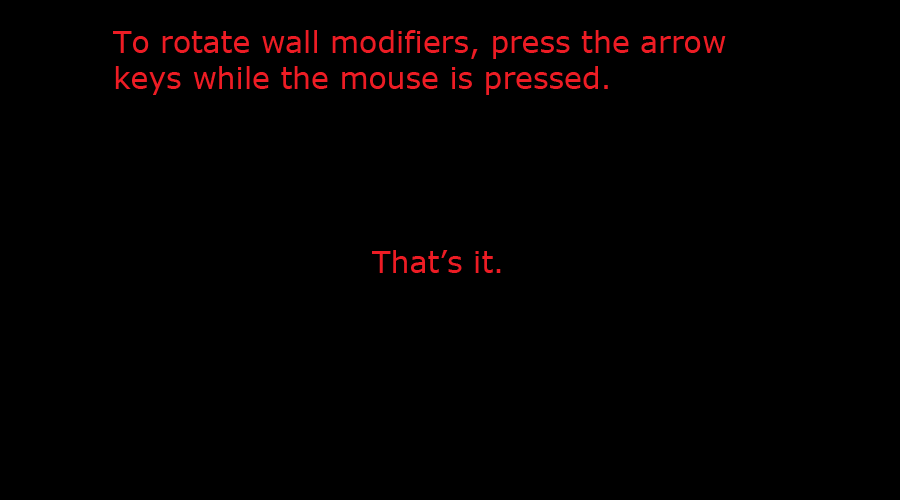 To rotate wall modifiers, press the arrow
keys while the mouse is pressed.
That’s it.